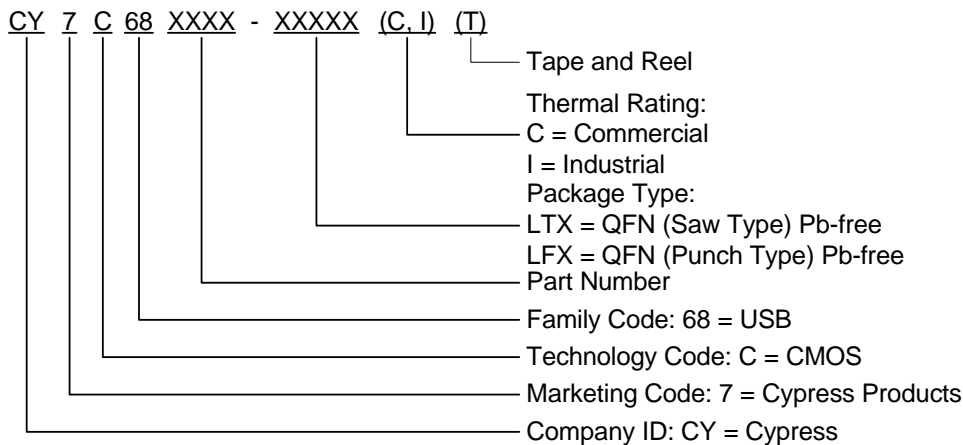 CY 7 C 68 XXXX - XXXXX (C, I) (T)
Tape and Reel
Thermal Rating:
C = Commercial
I = Industrial
Package Type:
LTX = QFN (Saw Type) Pb-free
LFX = QFN (Punch Type) Pb-free
Part Number
Family Code: 68 = USB
Technology Code: C = CMOS
Marketing Code: 7 = Cypress Products
Company ID: CY = Cypress